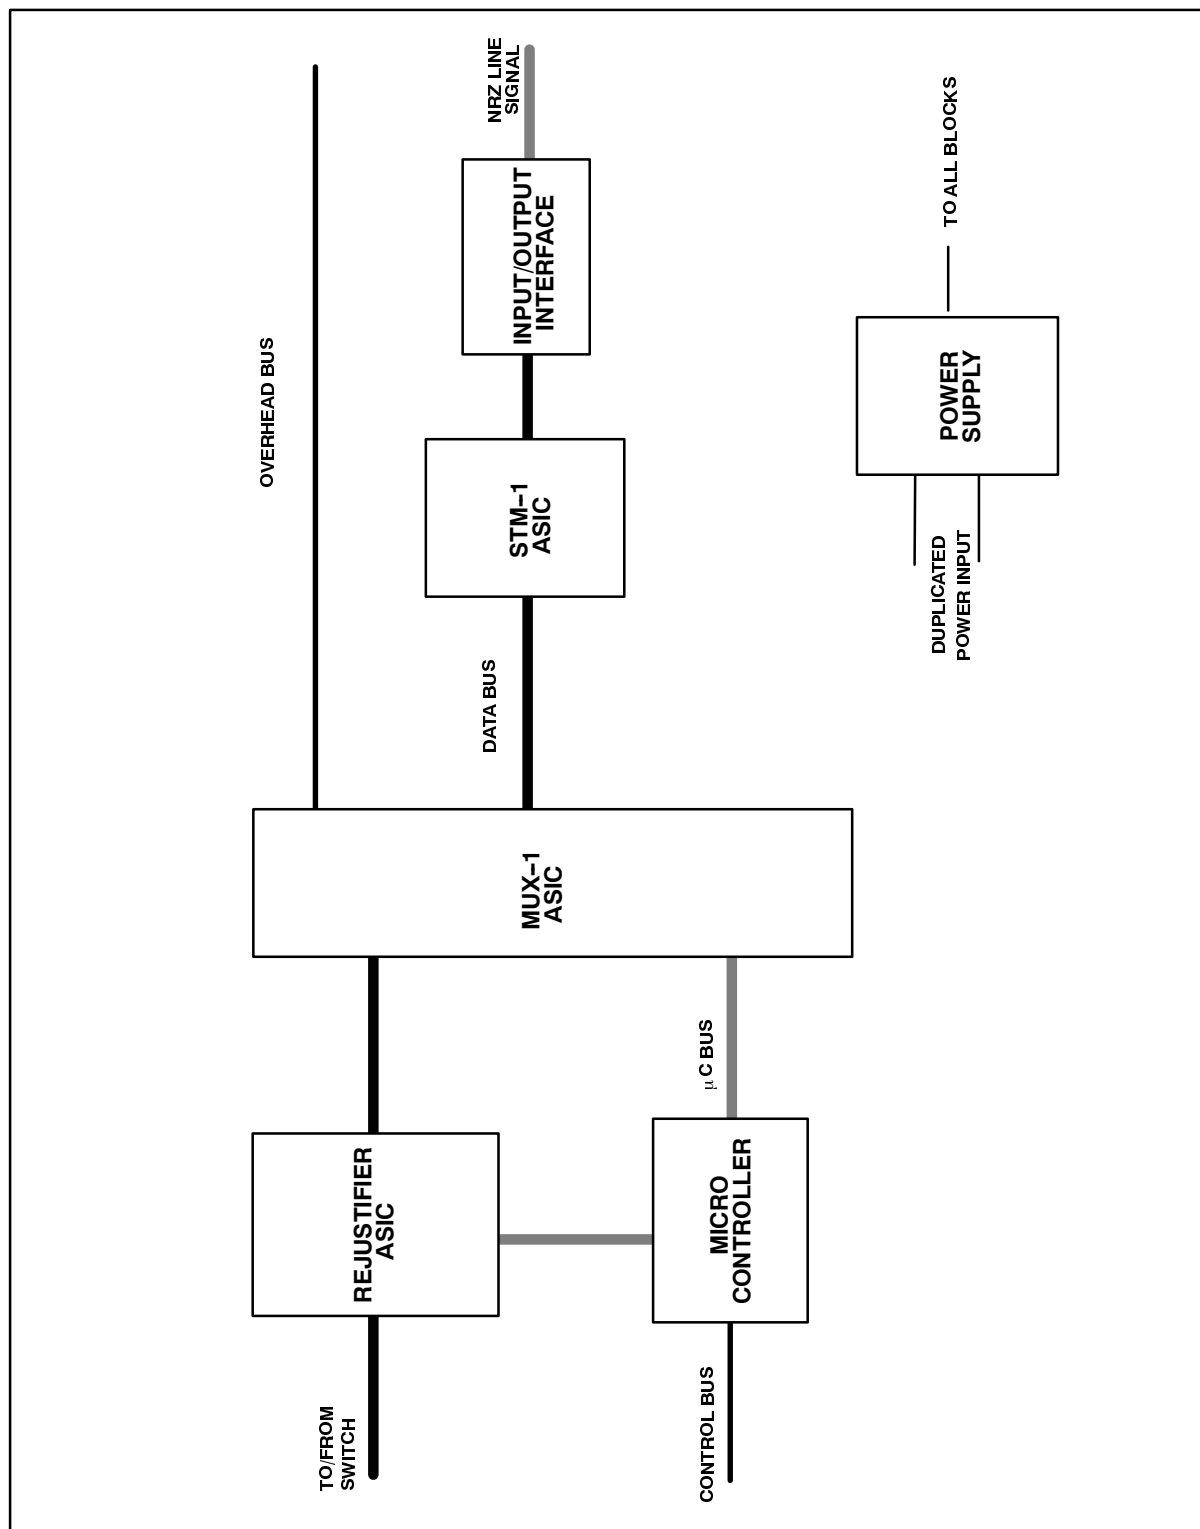 OVERHEAD BUS
NRZ LINE
SIGNAL
INPUT/OUTPUT
INTERFACE
STM-1
ASIC
DATA BUS
TO ALL BLOCKS
POWER
SUPPLY
DUPLICATED
POWER INPUT
MUX-1
ASIC
REJUSTIFIER
ASIC
TO/FROM
SWITCH
μC BUS
MICRO
CONTROLLER
CONTROL BUS